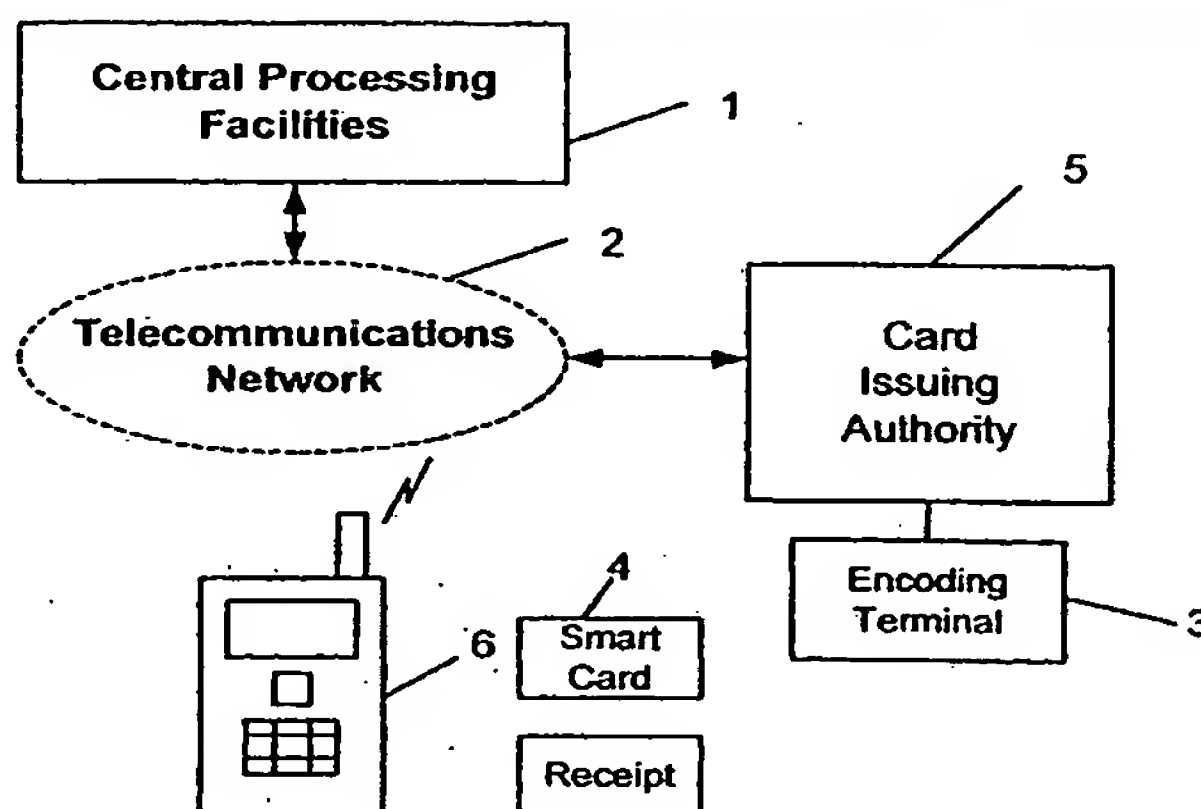 Central Processing
Facilities
1
5
2
Telecommunications
Network
Card
Issuing
Authority
4
Encoding
Terminal
3
6
Smart
Card
Receipt